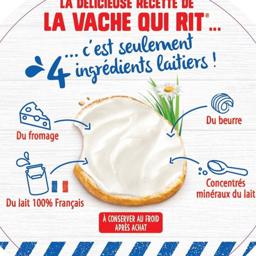 LA DÉLICIEUSE RECETTE DE
LA VACHE QUI RIT®...
... c'est seulement
4 ingrédients laitiers !
Du fromage
Du beurre
Du lait 100% Français
Concentrés
minéraux du lait
À CONSERVER AU FROID
APRÈS ACHAT